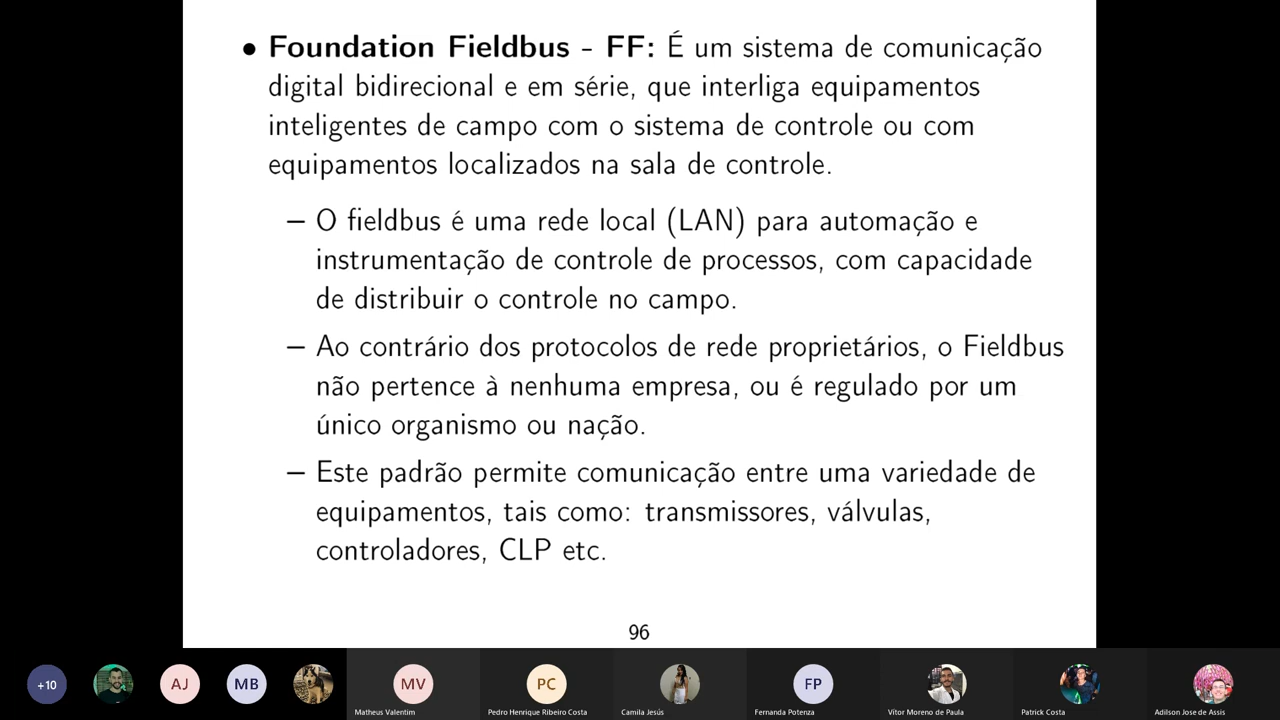 • Foundation Fieldbus - FF: É um sistema de comunicação
digital bidirecional e em série, que interliga equipamentos
inteligentes de campo com o sistema de controle ou com
equipamentos localizados na sala de controle.
– O fieldbus é uma rede local (LAN) para automação e
instrumentação de controle de processos, com capacidade
de distribuir o controle no campo.
– Ao contrário dos protocolos de rede proprietários, o Fieldbus
não pertence à nenhuma empresa, ou é regulado por um
único organismo ou nação.
– Este padrão permite comunicação entre uma variedade de
equipamentos, tais como: transmissores, válvulas,
controladores, CLP etc.
96
+10 AJ MB MV PC FP
Matheus Valentim Pedro Henrique Ribeiro Costa Camila Jesús Fernanda Potenza Vítor Moreno de Paula Patrick Costa Adilson Jose de Assis